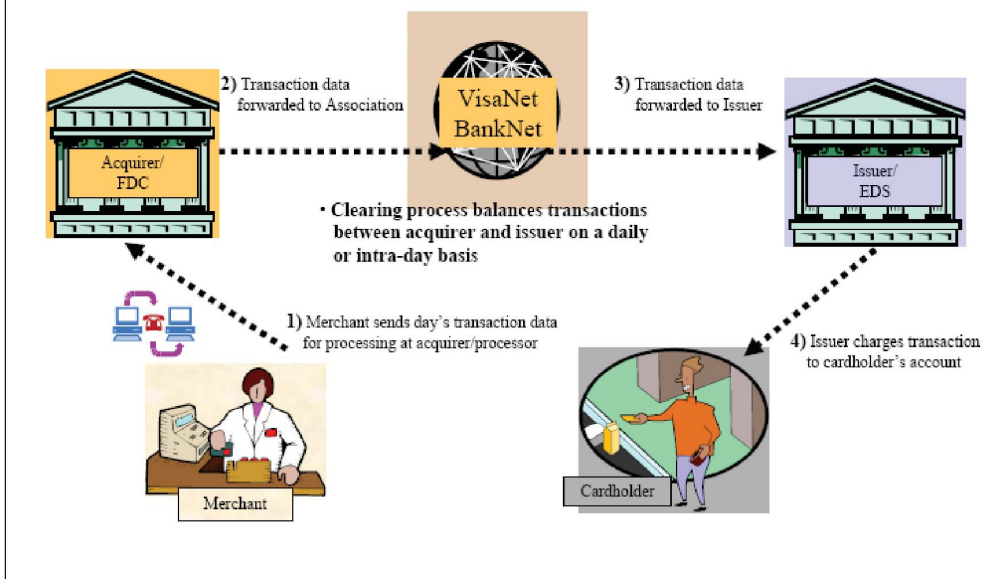 2) Transaction data
forwarded to Association
VisaNet
BankNet
3) Transaction data
forwarded to Issuer
Acquirer/
FDC
Issuer/
EDS
• Clearing process balances transactions
between acquirer and issuer on a daily
or intra-day basis
1) Merchant sends day's transaction data
for processing at acquirer/processor
4) Issuer charges transaction
to cardholder's account
Merchant
Cardholder